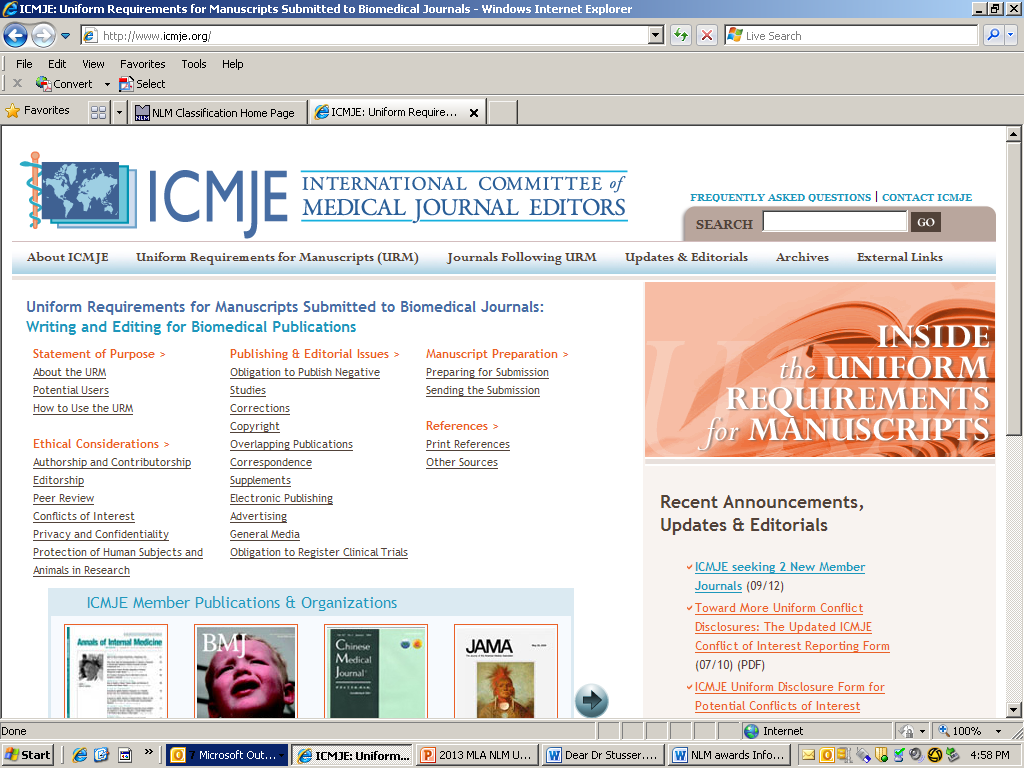 ICMJE: Uniform Requirements for Manuscripts Submitted to Biomedical Journals - Windows Internet Explorer
http://www.icmje.org/
Live Search
File Edit View Favorites Tools Help
Convert Select
Favorites
NLM Classification Home Page
ICMJE: Uniform Require...
ICMJE
INTERNATIONAL COMMITTEE of
MEDICAL JOURNAL EDITORS
FREQUENTLY ASKED QUESTIONS | CONTACT ICMJE
SEARCH GO
About ICMJE Uniform Requirements for Manuscripts (URM) Journals Following URM Updates & Editorials Archives External Links
Uniform Requirements for Manuscripts Submitted to Biomedical Journals:
Writing and Editing for Biomedical Publications
Statement of Purpose >
About the URM
Potential Users
How to Use the URM
Ethical Considerations >
Authorship and Contributorship
Editorship
Peer Review
Conflicts of Interest
Privacy and Confidentiality
Protection of Human Subjects and
Animals in Research
Publishing & Editorial Issues >
Obligation to Publish Negative
Studies
Corrections
Copyright
Overlapping Publications
Correspondence
Supplements
Electronic Publishing
Advertising
General Media
Obligation to Register Clinical Trials
Manuscript Preparation >
Preparing for Submission
Sending the Submission
References >
Print References
Other Sources
INSIDE
the UNIFORM
REQUIREMENTS
for MANUSCRIPTS
Recent Announcements,
Updates & Editorials
ICMJE seeking 2 New Member
Journals (09/12)
Toward More Uniform Conflict
Disclosures: The Updated ICMJE
Conflict of Interest Reporting Form
(07/10) (PDF)
ICMJE Uniform Disclosure Form for
Potential Conflicts of Interest
ICMJE Member Publications & Organizations
Annals of Internal Medicine
BMJ
Chinese
Medical
Journal
JAMA
Done
Internet
100%
Start
7 Microsoft Out...
ICMJE: Uniform...
2013 MLA NLM U...
Dear Dr Stusser...
NLM awards Info...
4:58 PM